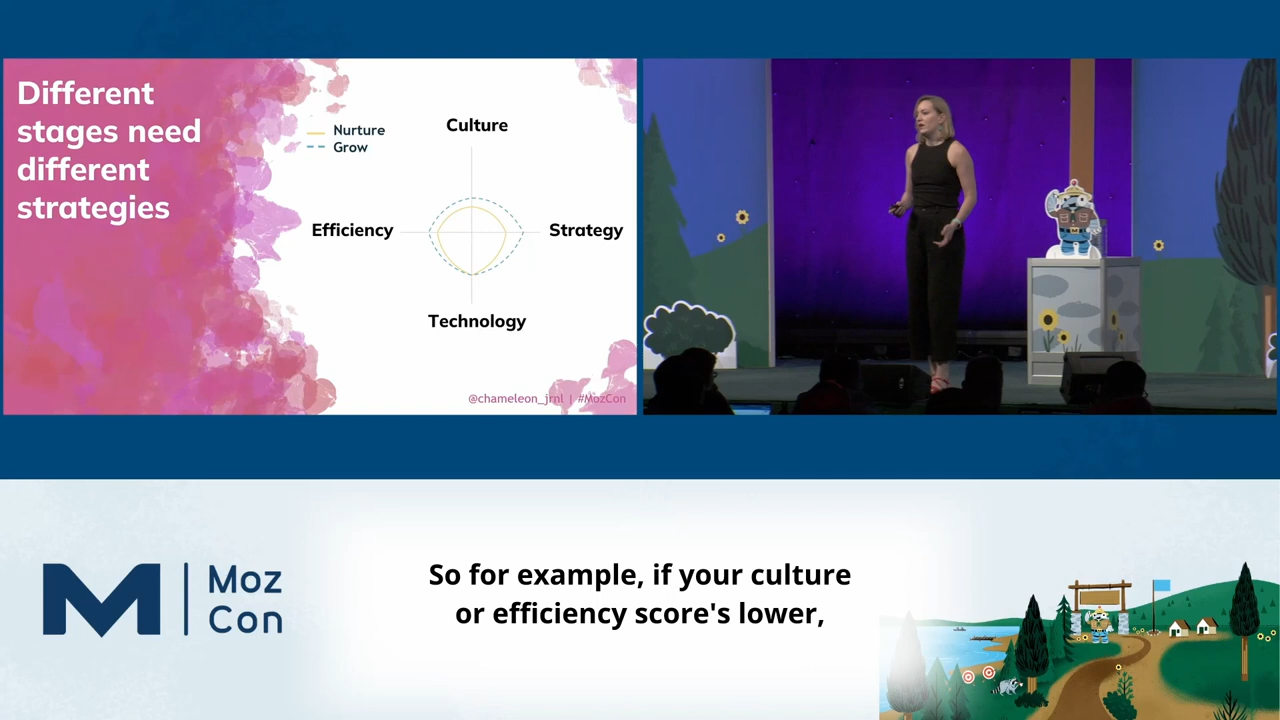 Different
stages need
different
strategies
Nurture
Grow
Culture
Efficiency
Strategy
Technology
@chameleon_jrnl | #MozCon
Moz
Con
So for example, if your culture
or efficiency score's lower,